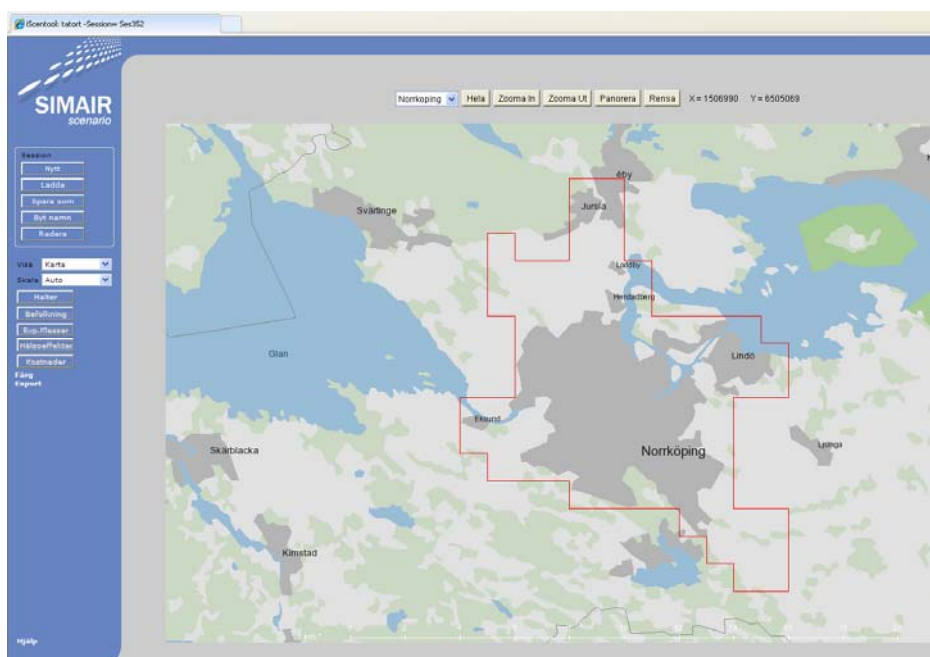 iScentool: tatort -Session= Ses352
SIMAIR
scenario
Norrkoping
Hela
Zooma In
Zooma Ut
Panorera
Rensa
X = 1506990 Y = 6505069
Session
Nytt
Ladda
Spara som
Byt namn
Radera
Visa Karta
Skala Auto
Halter
Befolkning
Exp.Klasser
Hälsoeffekter
Kostnader
Färg
Export
Hjälp
åby
Jursla
Svärtinge
Loddby
Herstadberg
Glan
Lindö
Eklund
Skärblacka
Norrköping
Ljunga
Kimstad